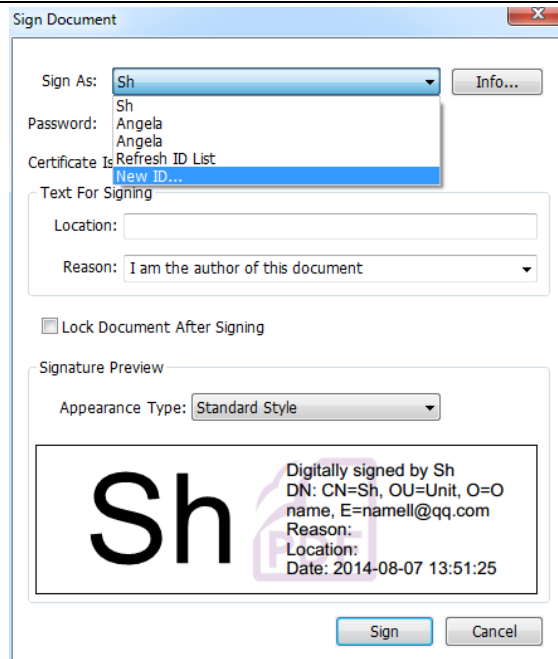 Sign Document
Sign As: Sh Info...
Sh
Angela
Angela
Refresh ID List
New ID...
Password:
Certificate Is
Text For Signing
Location:
Reason: I am the author of this document
Lock Document After Signing
Signature Preview
Appearance Type: Standard Style
Sh
Digitally signed by Sh
DN: CN=Sh, OU=Unit, O=O
name, E=namell@qq.com
Reason:
Location:
Date: 2014-08-07 13:51:25
PDF
Sign Cancel